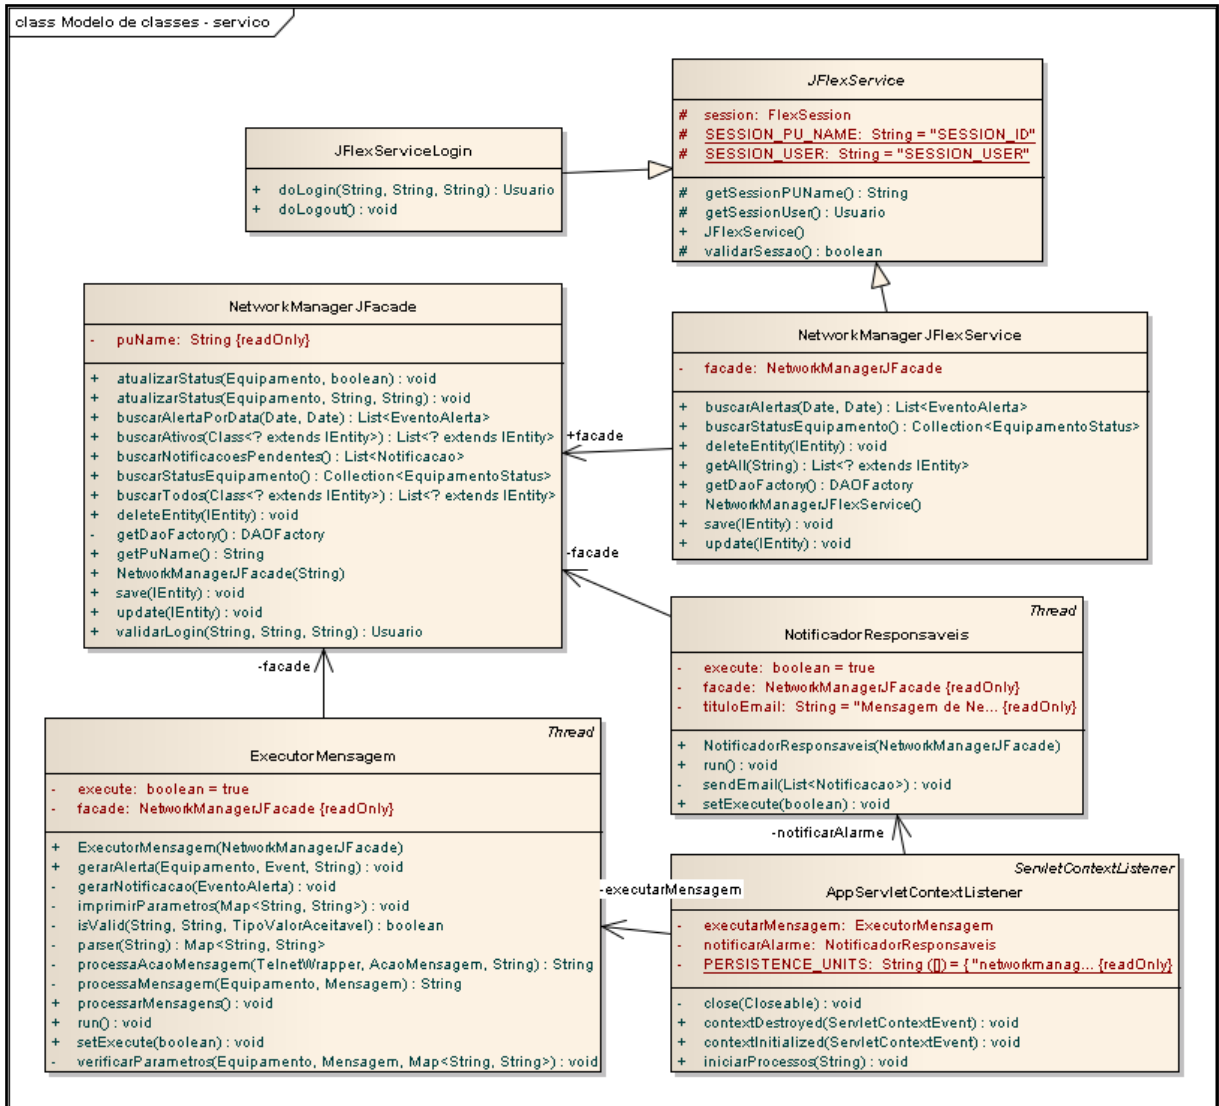 class Modelo de classes - servico
JFlexService
# session: FlexSession
# SESSION_PU_NAME: String = "SESSION_ID"
# SESSION_USER: String = "SESSION_USER"
# getSessionPUName() : String
# getSessionUser() : Usuario
+ JFlexService()
# validarSessao() : boolean
JFlexServiceLogin
+ doLogin(String, String, String) : Usuario
+ doLogout() : void
NetworkManagerJFacade
- puName: String {readOnly}
+ atualizarStatus(Equipamento, boolean) : void
+ atualizarStatus(Equipamento, String, String) : void
+ buscarAlertaPorData(Date, Date) : List<EventoAlerta>
+ buscarAtivos(Class<? extends IEntity>) : List<? extends IEntity>
+ buscarNotificacoesPendentes() : List<Notificacao>
+ buscarStatusEquipamento() : Collection<EquipamentoStatus>
+ buscarTodos(Class<? extends IEntity>) : List<? extends IEntity>
+ deleteEntity(IEntity) : void
- getDaoFactory() : DAOFactory
+ getPuName() : String
+ NetworkManagerJFacade(String)
+ save(IEntity) : void
+ update(IEntity) : void
+ validarLogin(String, String, String) : Usuario
NetworkManagerJFlexService
- facade: NetworkManagerJFacade
+ buscarAlertas(Date, Date) : List<EventoAlerta>
+ buscarStatusEquipamento() : Collection<EquipamentoStatus>
+ deleteEntity(IEntity) : void
+ getAll(String) : List<? extends IEntity>
+ getDaoFactory() : DAOFactory
+ NetworkManagerJFlexService()
+ save(IEntity) : void
+ update(IEntity) : void
+facade
-facade
Thread
NotificadorResponsaveis
- execute: boolean = true
- facade: NetworkManagerJFacade {readOnly}
- tituloEmail: String = "Mensagem de Ne... {readOnly}
+ NotificadorResponsaveis(NetworkManagerJFacade)
+ run() : void
- sendEmail(List<Notificacao>) : void
+ setExecute(boolean) : void
-facade
Thread
ExecutorMensagem
- execute: boolean = true
- facade: NetworkManagerJFacade {readOnly}
+ ExecutorMensagem(NetworkManagerJFacade)
+ gerarAlerta(Equipamento, Event, String) : void
- gerarNotificacao(EventoAlerta) : void
- imprimirParametros(Map<String, String>) : void
- isValid(String, String, TipoValorAceitavel) : boolean
- parser(String) : Map<String, String>
- processaAcaoMensagem(TelnetWrapper, AcaoMensagem, String) : String
- processaMensagem(Equipamento, Mensagem) : String
+ processarMensagens() : void
+ run() : void
+ setExecute(boolean) : void
- verificarParametros(Equipamento, Mensagem, Map<String, String>) : void
-notificarAlarme
-executarMensagem
ServletContextListener
AppServletContextListener
- executarMensagem: ExecutorMensagem
- notificarAlarme: NotificadorResponsaveis
- PERSISTENCE_UNITS: String ([]) = { "networkmanag... {readOnly}
- close(Closeable) : void
+ contextDestroyed(ServletContextEvent) : void
+ contextInitialized(ServletContextEvent) : void
+ iniciarProcessos(String) : void